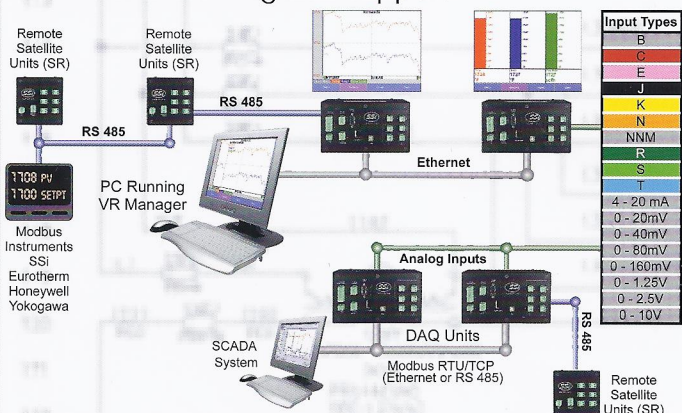 Remote
Satellite
Units (SR)
Remote
Satellite
Units (SR)
RS 485
RS 485
Ethernet
1708 PV
1700 SETPT
PC Running
VR Manager
Modbus
Instruments
SSi
Eurotherm
Honeywell
Yokogawa
Analog Inputs
DAQ Units
SCADA
System
Modbus RTU/TCP
(Ethernet or RS 485)
RS 485
Remote
Satellite
Units (SR)
Input Types
B
C
E
J
K
N
NNM
R
S
T
4 - 20 mA
0 - 20mV
0 - 40mV
0 - 80mV
0 - 160mV
0 - 1.25V
0 - 2.5V
0 - 10V